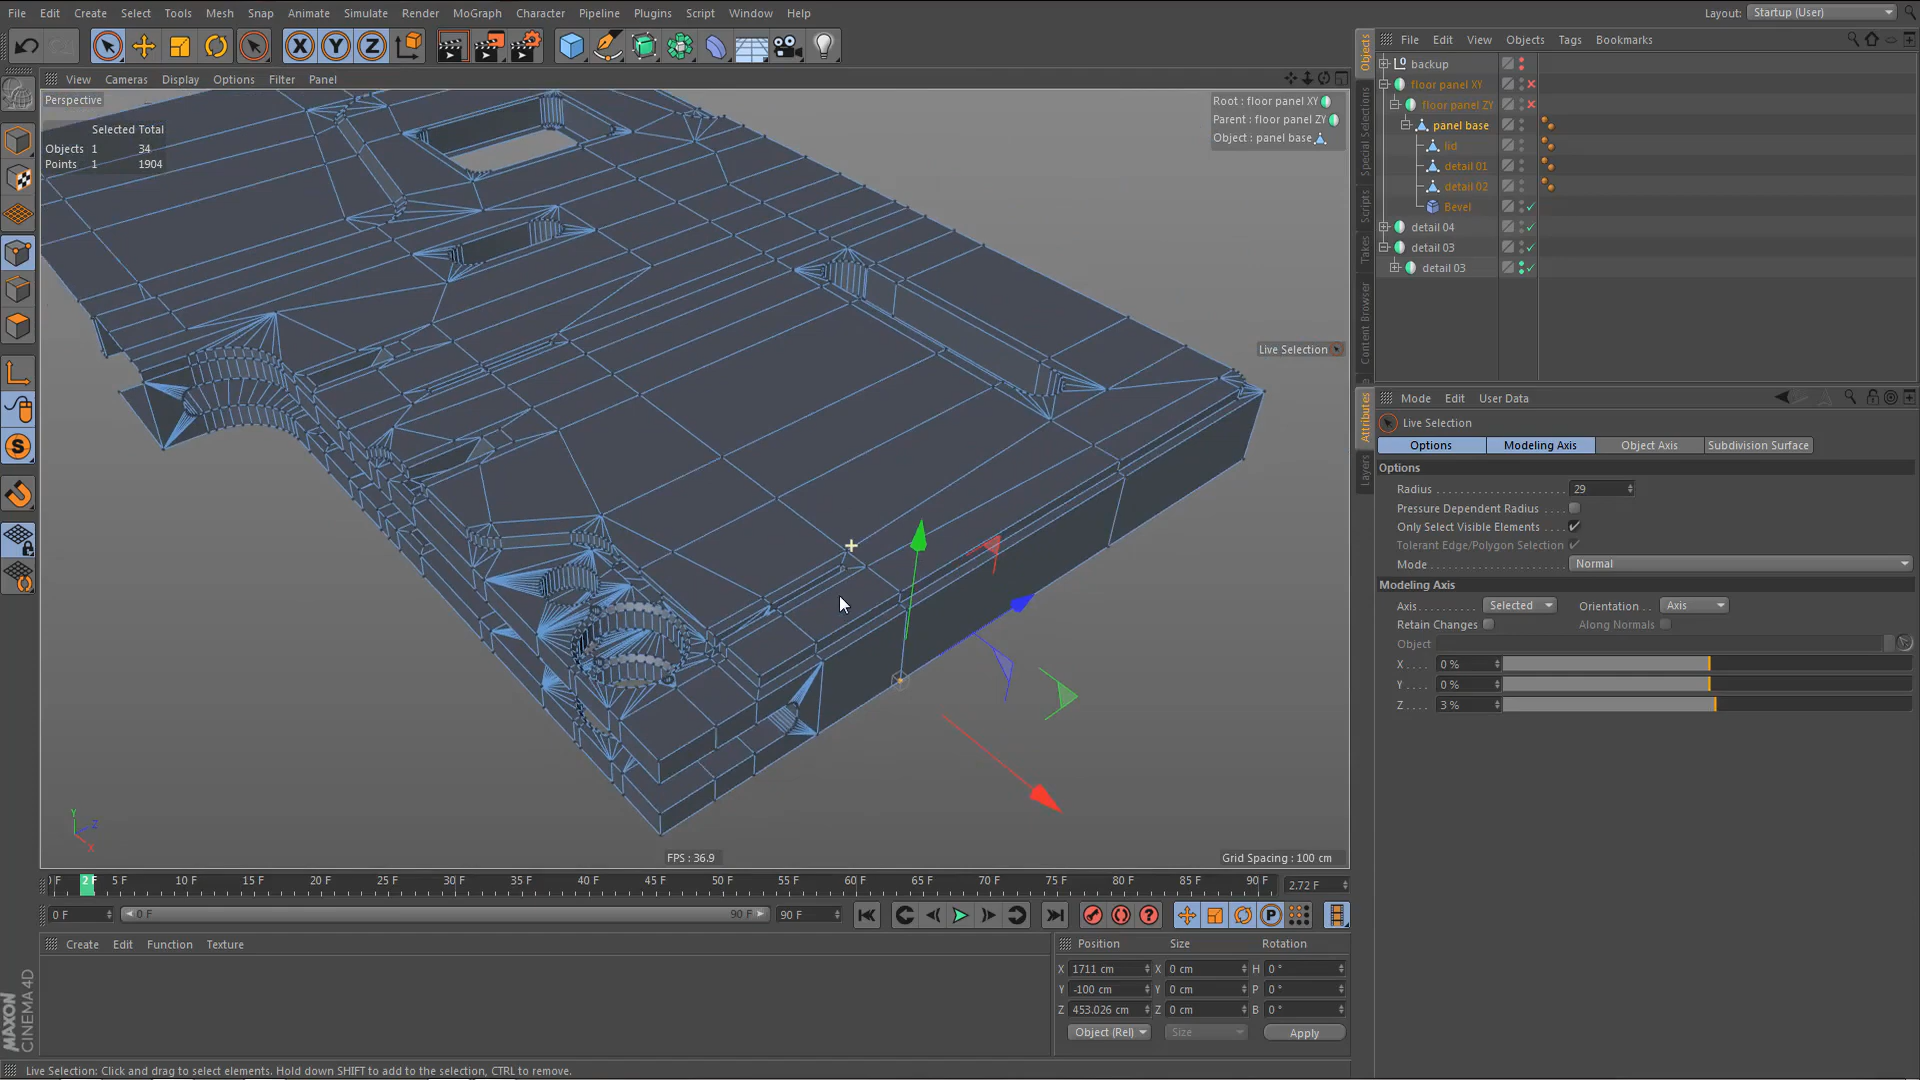 File Edit Create Select Tools Mesh Snap Animate Simulate Render MoGraph Character Pipeline Plugins Script Window Help
Layout: Startup (User)
X Y Z
View Cameras Display Options Filter Panel
Perspective
Selected Total
Objects 1 34
Points 1 1904
Root : floor panel XY
Parent : floor panel ZY
Object : panel base
Live Selection
FPS : 36.9
Grid Spacing : 100 cm
Y
Z
X
2 F 5 F 10 F 15 F 20 F 25 F 30 F 35 F 40 F 45 F 50 F 55 F 60 F 65 F 70 F 75 F 80 F 85 F 90 F
2.72 F
0 F
0 F
90 F
90 F
P
Create Edit Function Texture
Position Size Rotation
X 1711 cm X 0 cm H 0 °
Y -100 cm Y 0 cm P 0 °
Z 453.026 cm Z 0 cm B 0 °
Object (Rel) Size Apply
MAXON
CINEMA 4D
Live Selection: Click and drag to select elements. Hold down SHIFT to add to the selection, CTRL to remove.
Objects
Special Selections
Scripts
Takes
Content Browser
File Edit View Objects Tags Bookmarks
backup
floor panel XY
floor panel ZY
panel base
lid
detail 01
detail 02
Bevel
detail 04
detail 03
detail 03
Attributes
Layers
Mode Edit User Data
Live Selection
Options Modeling Axis Object Axis Subdivision Surface
Options
Radius 29
Pressure Dependent Radius
Only Select Visible Elements
Tolerant Edge/Polygon Selection
Mode Normal
Modeling Axis
Axis Selected Orientation Axis
Retain Changes Along Normals
Object
X 0 %
Y 0 %
Z 3 %